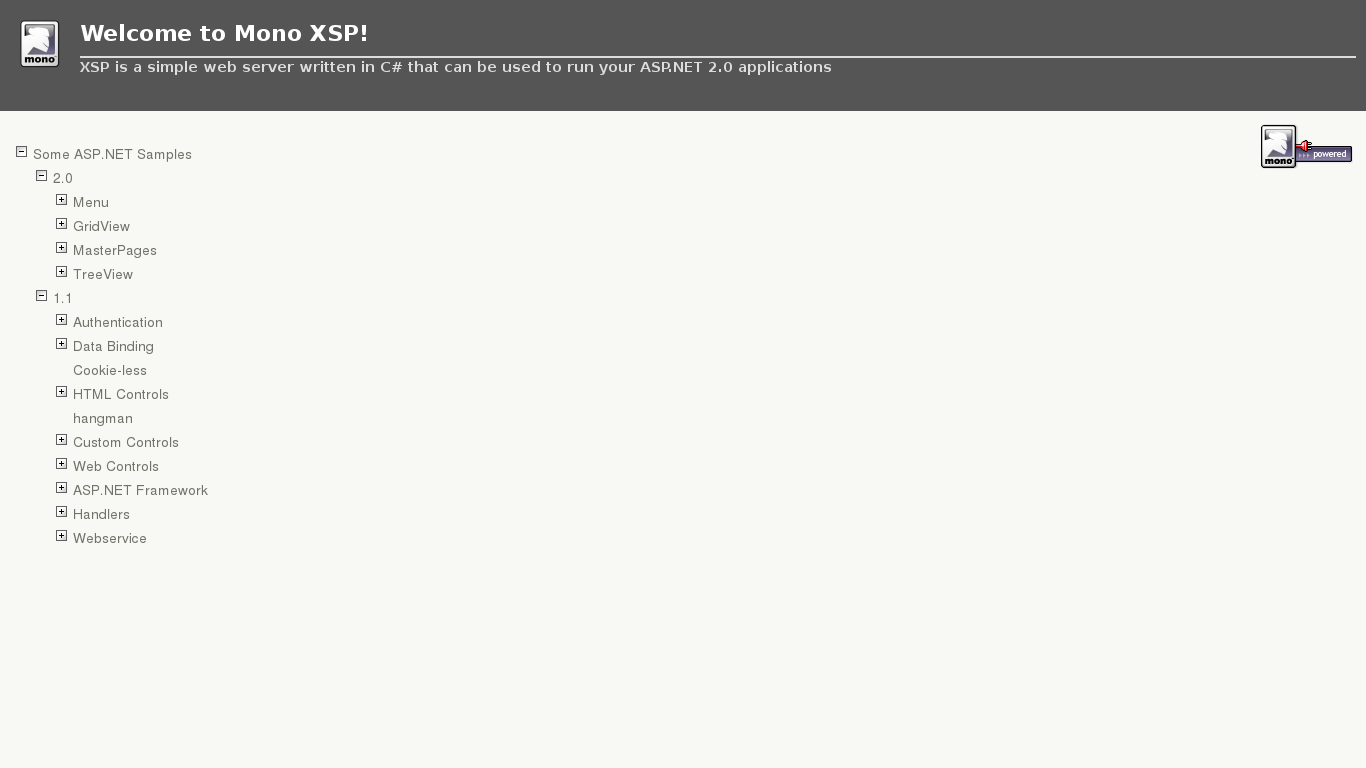 mono
Welcome to Mono XSP!
XSP is a simple web server written in C# that can be used to run your ASP.NET 2.0 applications
mono
powered
Some ASP.NET Samples
2.0
Menu
GridView
MasterPages
TreeView
1.1
Authentication
Data Binding
Cookie-less
HTML Controls
hangman
Custom Controls
Web Controls
ASP.NET Framework
Handlers
Webservice